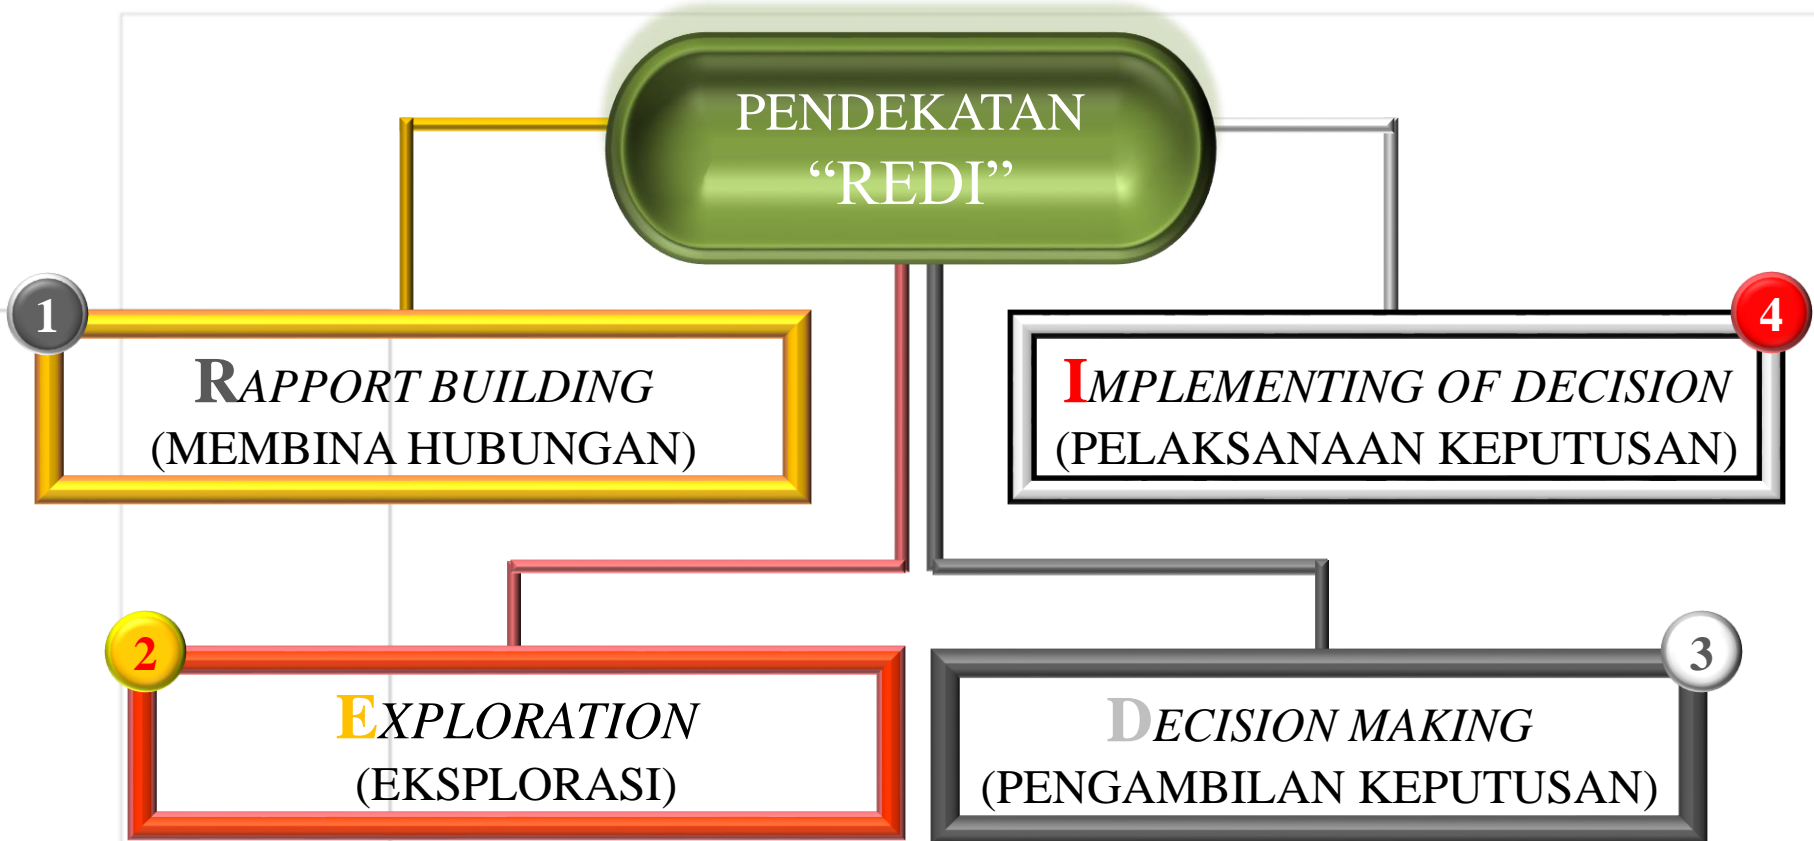 PENDEKATAN
“REDI”
1
RAPPORT BUILDING
(MEMBINA HUBUNGAN)
2
EXPLORATION
(EKSPLORASI)
3
DECISION MAKING
(PENGAMBILAN KEPUTUSAN)
4
IMPLEMENTING OF DECISION
(PELAKSANAAN KEPUTUSAN)